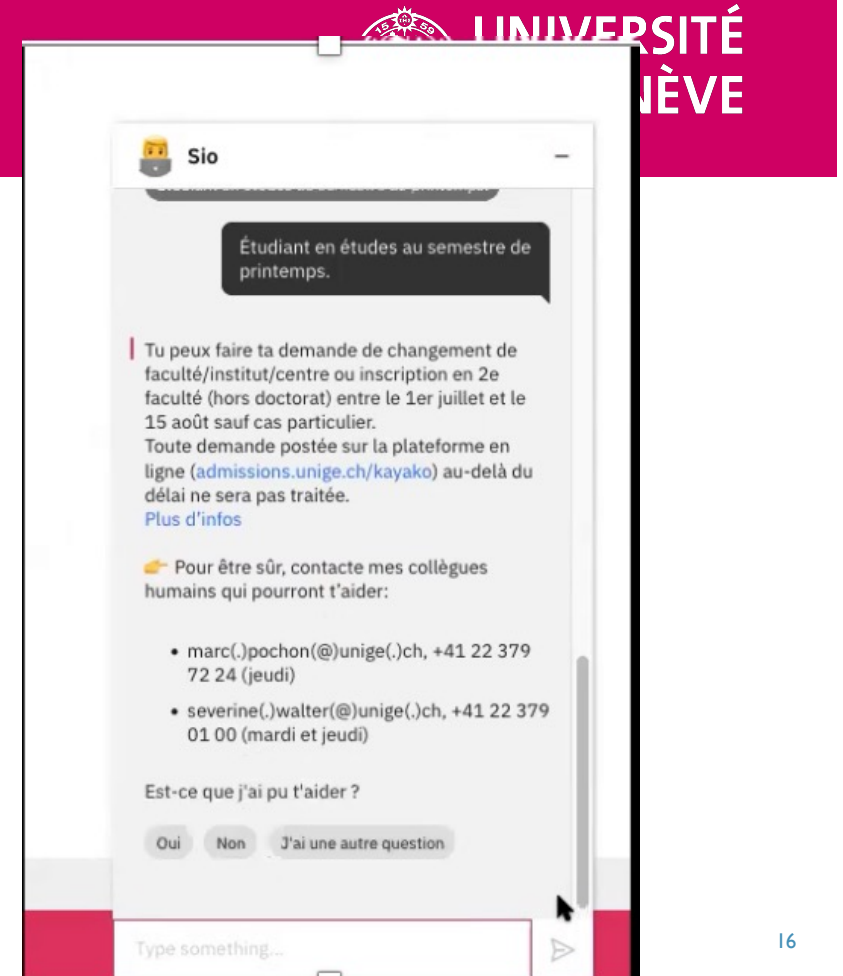 UNIVERSITÉ
Sio
Étudiant en études au semestre de
printemps.
Tu peux faire ta demande de changement de
faculté/institut/centre ou inscription en 2e
faculté (hors doctorat) entre le 1er juillet et le
15 août sauf cas particulier.
Toute demande postée sur la plateforme en
ligne (admissions.unige.ch/kayako) au-delà du
délai ne sera pas traitée.
Plus d'infos
👉 Pour être sûr, contacte mes collègues
humains qui pourront t'aider:
• marc(.)pochon(@)unige(.)ch, +41 22 379
72 24 (jeudi)
• severine(.)walter(@)unige(.)ch, +41 22 379
01 00 (mardi et jeudi)
Est-ce que j'ai pu t'aider ?
Oui Non J'ai une autre question
Type something...
16